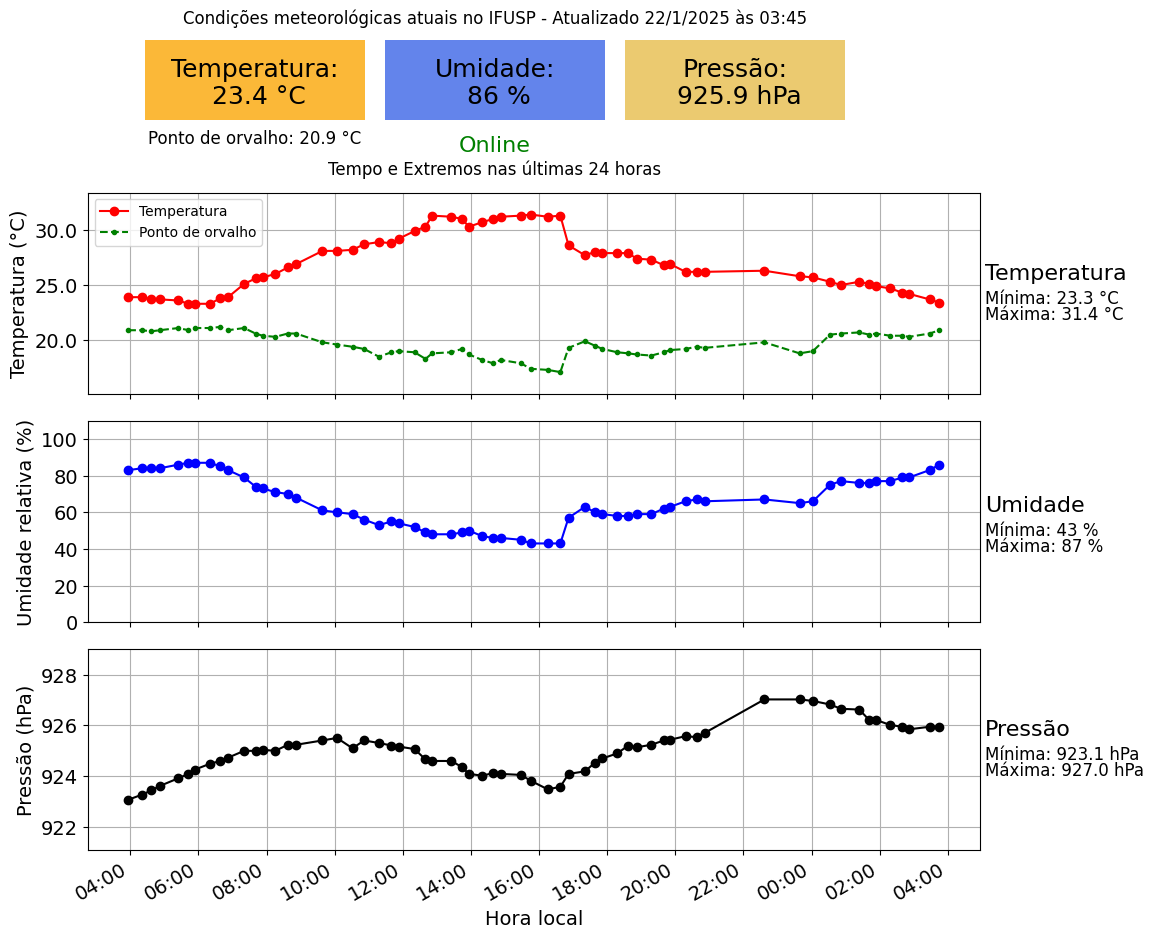 Condições meteorológicas atuais no IFUSP - Atualizado 22/1/2025 às 03:45
Temperatura:
23.4 °C
Umidade:
86 %
Pressão:
925.9 hPa
Ponto de orvalho: 20.9 °C
Online
Tempo e Extremos nas últimas 24 horas
Temperatura (°C)
30.0
25.0
20.0
Temperatura
Ponto de orvalho
Temperatura
Mínima: 23.3 °C
Máxima: 31.4 °C
Umidade relativa (%)
100
80
60
40
20
0
Umidade
Mínima: 43 %
Máxima: 87 %
Pressão (hPa)
928
926
924
922
Pressão
Mínima: 923.1 hPa
Máxima: 927.0 hPa
04:00 06:00 08:00 10:00 12:00 14:00 16:00 18:00 20:00 22:00 00:00 02:00 04:00
Hora local